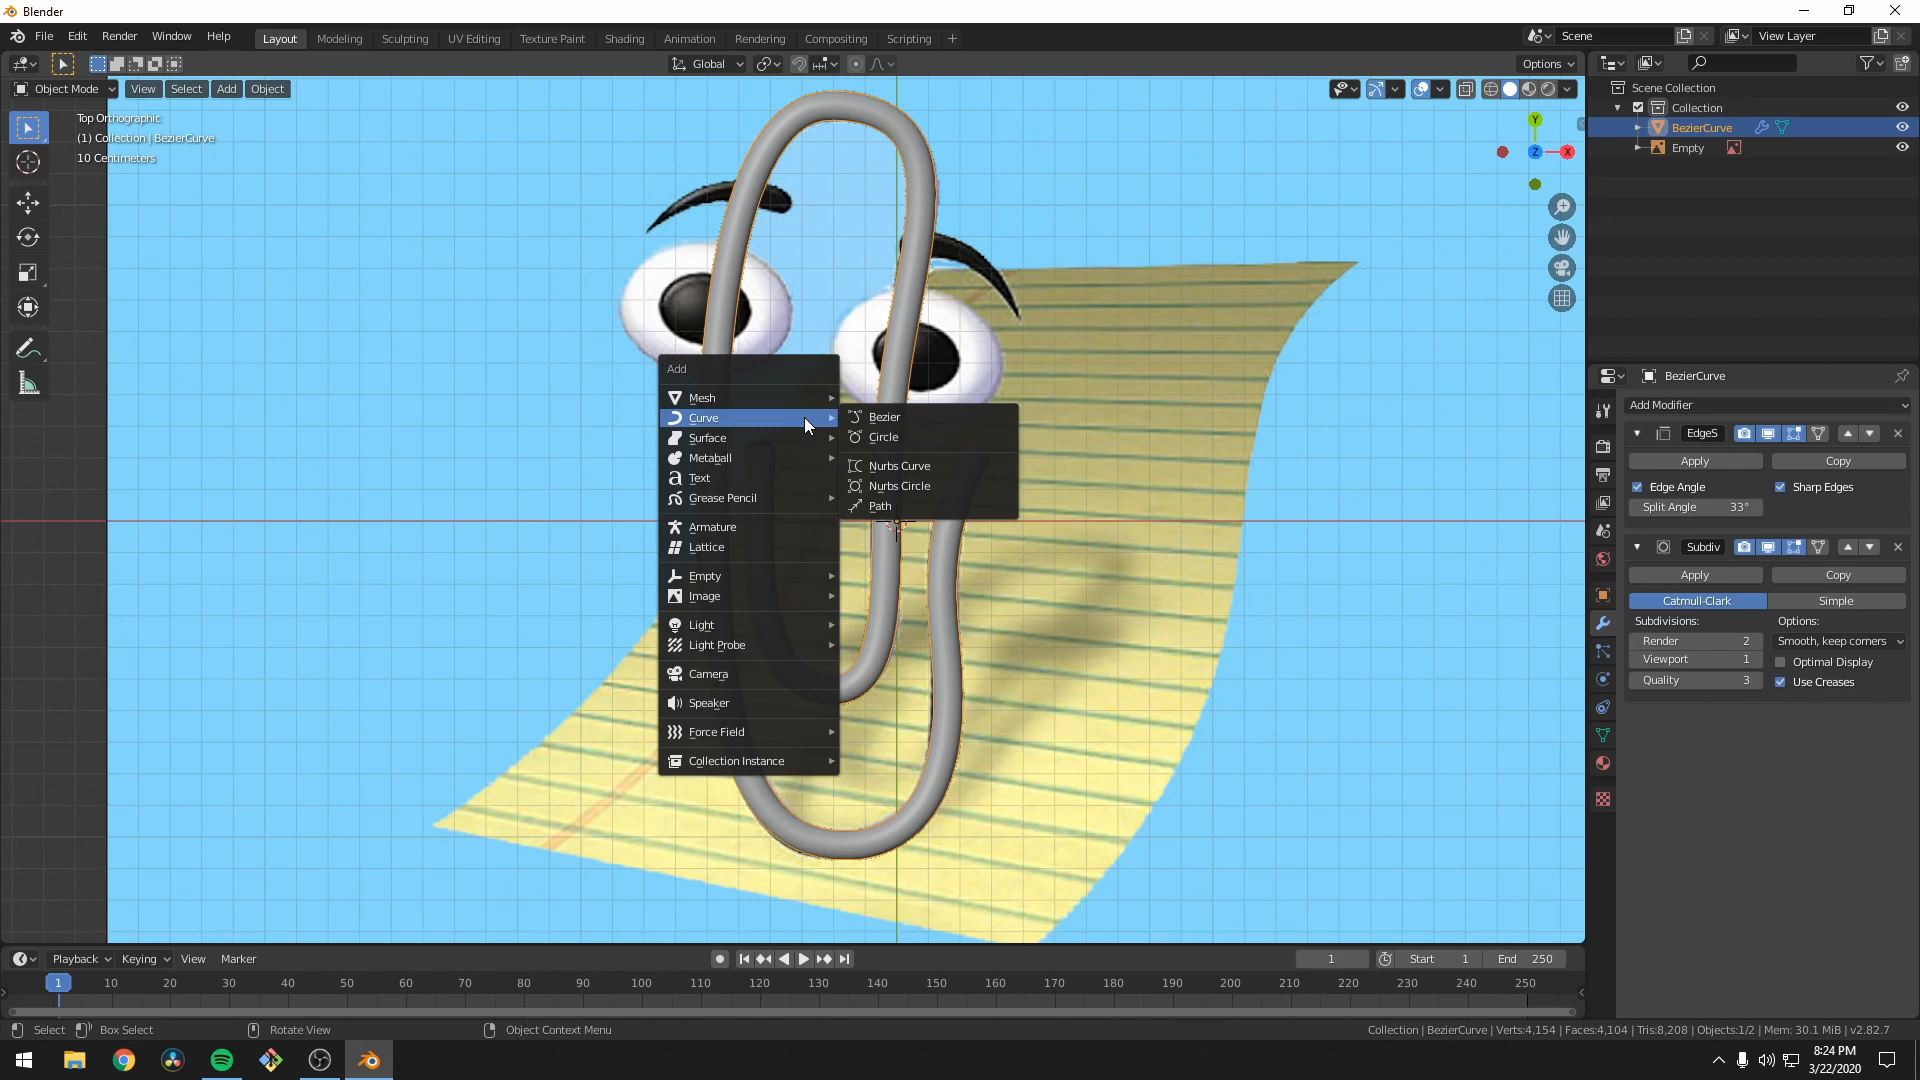 Blender
File Edit Render Window Help
Layout Modeling Sculpting UV Editing Texture Paint Shading Animation Rendering Compositing Scripting +
Scene
View Layer
Global
Options
Object Mode View Select Add Object
Top Orthographic
(1) Collection | BezierCurve
10 Centimeters
Y
Z
X
Scene Collection
Collection
BezierCurve
Empty
Add
Mesh
Curve
Surface
Metaball
Text
Grease Pencil
Armature
Lattice
Empty
Image
Light
Light Probe
Camera
Speaker
Force Field
Collection Instance
Bezier
Circle
Nurbs Curve
Nurbs Circle
Path
BezierCurve
Add Modifier
EdgeS
Apply Copy
Edge Angle Sharp Edges
Split Angle 33°
Subdiv
Apply Copy
Catmull-Clark Simple
Subdivisions: Options:
Render 2 Smooth, keep corners
Viewport 1 Optimal Display
Quality 3 Use Creases
Playback Keying View Marker
1 Start 1 End 250
1 10 20 30 40 50 60 70 80 90 100 110 120 130 140 150 160 170 180 190 200 210 220 230 240 250
Select Box Select Rotate View Object Context Menu
Collection | BezierCurve | Verts:4,154 | Faces:4,104 | Tris:8,208 | Objects:1/2 | Mem: 30.1 MiB | v2.82.7
8:24 PM
3/22/2020